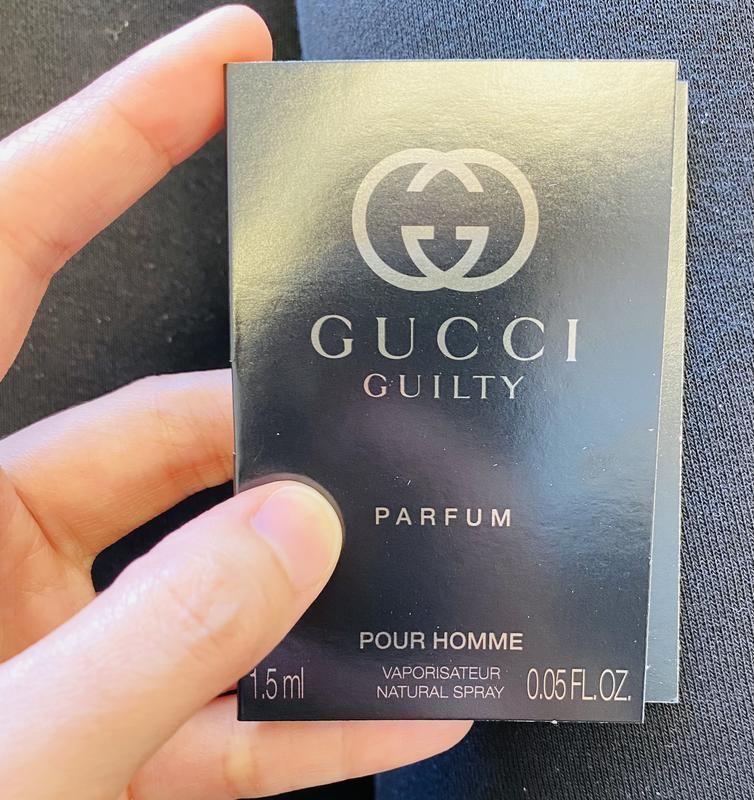 GUCCI
GUILTY
PARFUM
POUR HOMME
VAPORISATEUR
1.5 ml NATURAL SPRAY 0.05 FL. OZ.